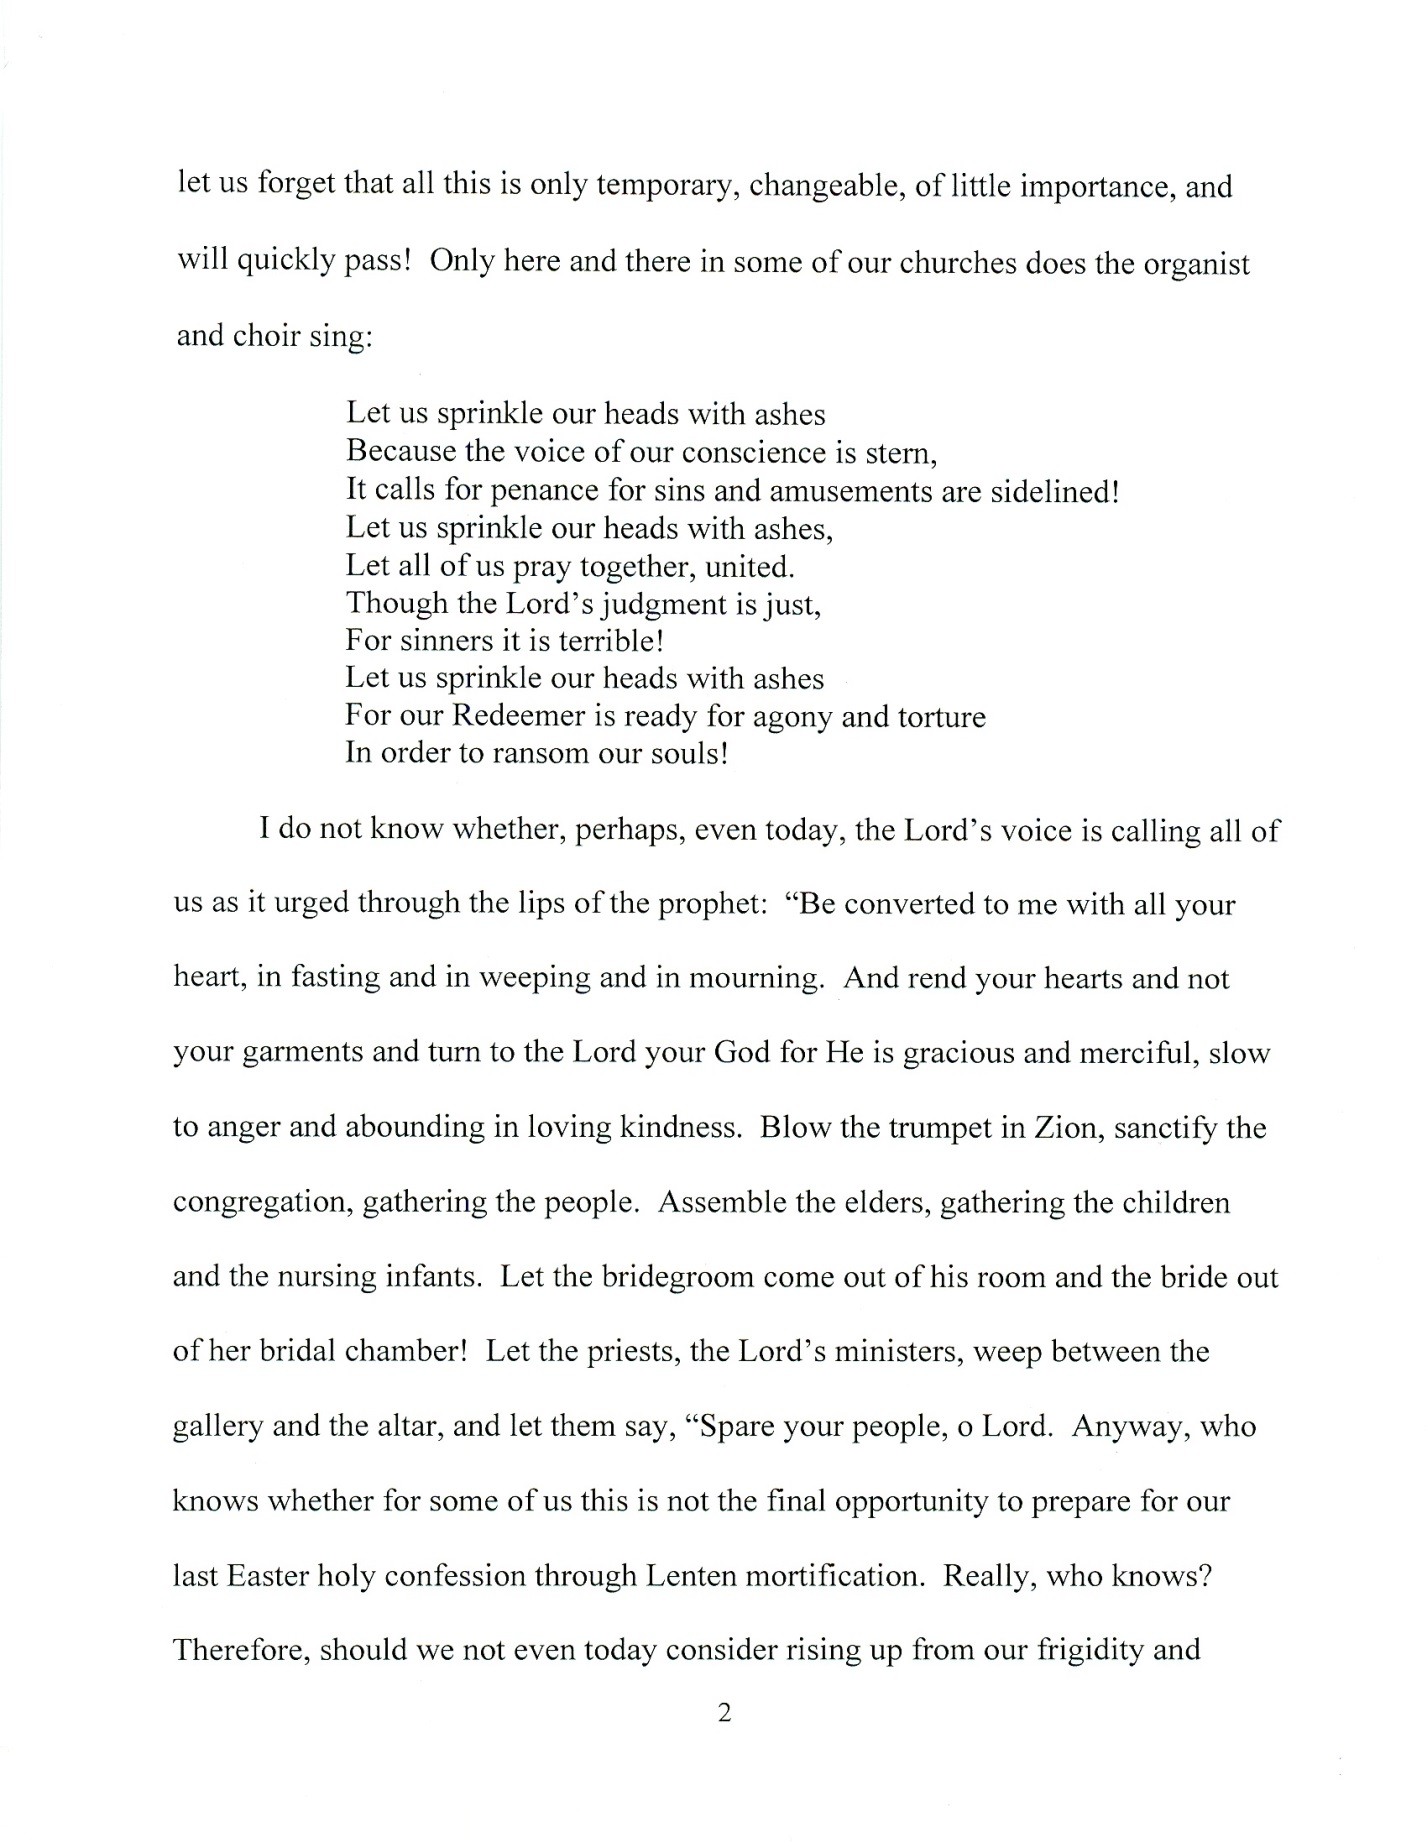 let us forget that all this is only temporary, changeable, of little importance, and
will quickly pass! Only here and there in some of our churches does the organist
and choir sing:
Let us sprinkle our heads with ashes
Because the voice of our conscience is stern,
It calls for penance for sins and amusements are sidelined!
Let us sprinkle our heads with ashes,
Let all of us pray together, united.
Though the Lord's judgment is just,
For sinners it is terrible!
Let us sprinkle our heads with ashes
For our Redeemer is ready for agony and torture
In order to ransom our souls!
I do not know whether, perhaps, even today, the Lord's voice is calling all of
us as it urged through the lips of the prophet: “Be converted to me with all your
heart, in fasting and in weeping and in mourning. And rend your hearts and not
your garments and turn to the Lord your God for He is gracious and merciful, slow
to anger and abounding in loving kindness. Blow the trumpet in Zion, sanctify the
congregation, gathering the people. Assemble the elders, gathering the children
and the nursing infants. Let the bridegroom come out of his room and the bride out
of her bridal chamber! Let the priests, the Lord's ministers, weep between the
gallery and the altar, and let them say, “Spare your people, o Lord. Anyway, who
knows whether for some of us this is not the final opportunity to prepare for our
last Easter holy confession through Lenten mortification. Really, who knows?
Therefore, should we not even today consider rising up from our frigidity and
2